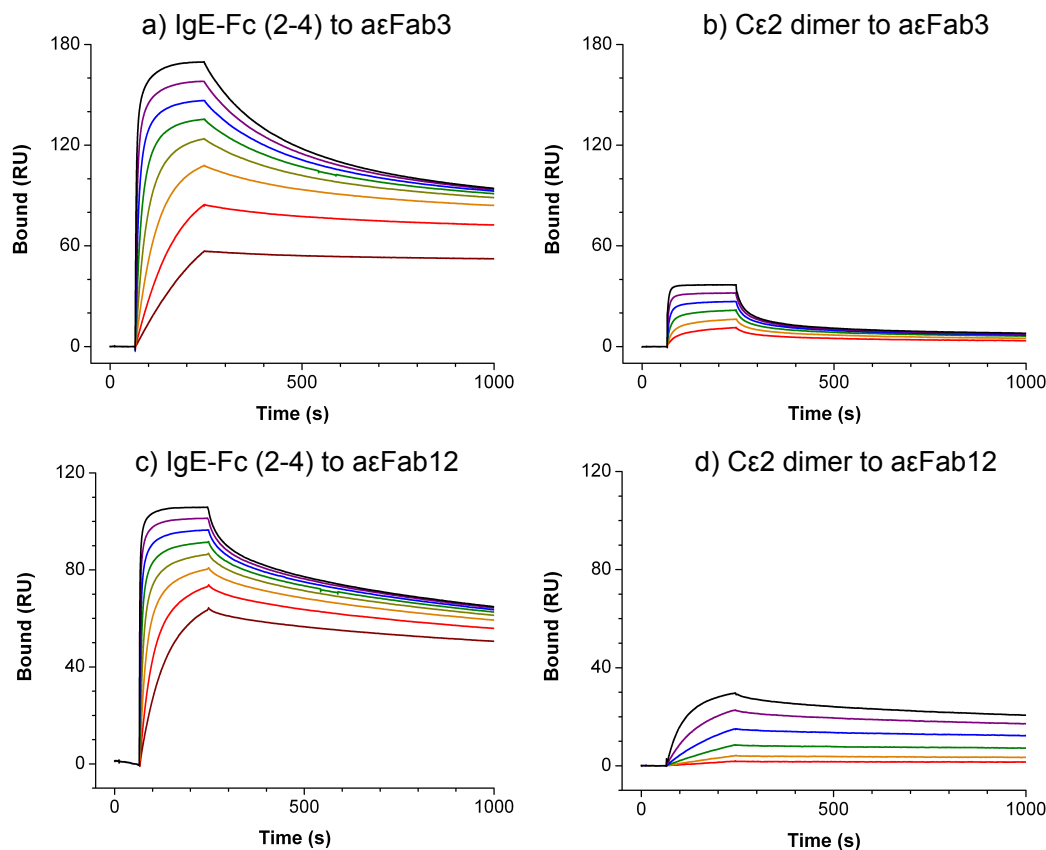 a) IgE-Fc (2-4) to aεFab3
180
120
60
0
Bound (RU)
0
500
1000
Time (s)
b) Cε2 dimer to aεFab3
180
120
60
0
Bound (RU)
0
500
1000
Time (s)
c) IgE-Fc (2-4) to aεFab12
120
80
40
0
Bound (RU)
0
500
1000
Time (s)
d) Cε2 dimer to aεFab12
120
80
40
0
Bound (RU)
0
500
1000
Time (s)